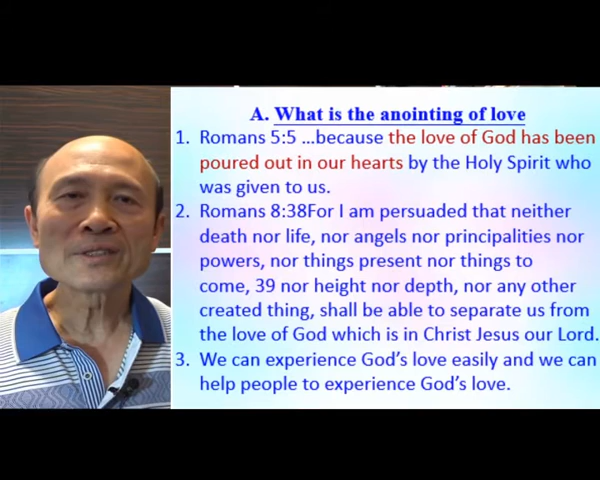 A. What is the anointing of love
1. Romans 5:5 ...because the love of God has been
poured out in our hearts by the Holy Spirit who
was given to us.
2. Romans 8:38For I am persuaded that neither
death nor life, nor angels nor principalities nor
powers, nor things present nor things to
come, 39 nor height nor depth, nor any other
created thing, shall be able to separate us from
the love of God which is in Christ Jesus our Lord.
3. We can experience God's love easily and we can
help people to experience God's love.